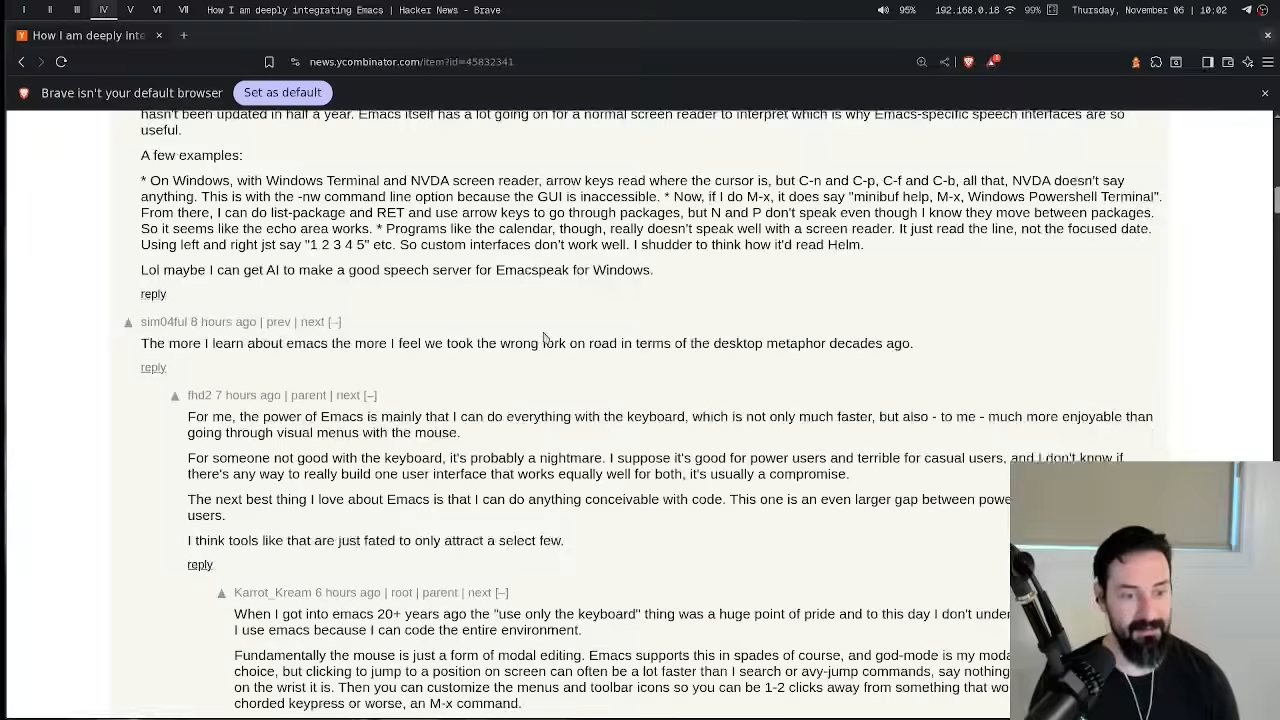 I II III IV V VI VII How I am deeply integrating Emacs | Hacker News - Brave 95% 192.168.0.18 99% Thursday, November 06 | 10:02
How I am deeply inte
news.ycombinator.com/item?id=45832341
Brave isn't your default browser Set as default
hasn't been updated in half a year. Emacs itself has a lot going on for a normal screen reader to interpret which is why Emacs-specific speech interfaces are so
useful.
A few examples:
* On Windows, with Windows Terminal and NVDA screen reader, arrow keys read where the cursor is, but C-n and C-p, C-f and C-b, all that, NVDA doesn't say
anything. This is with the -nw command line option because the GUI is inaccessible. * Now, if I do M-x, it does say "minibuf help, M-x, Windows Powershell Terminal".
From there, I can do list-package and RET and use arrow keys to go through packages, but N and P don't speak even though I know they move between packages.
So it seems like the echo area works. * Programs like the calendar, though, really doesn't speak well with a screen reader. It just read the line, not the focused date.
Using left and right jst say "1 2 3 4 5" etc. So custom interfaces don't work well. I shudder to think how it'd read Helm.
Lol maybe I can get AI to make a good speech server for Emacspeak for Windows.
reply
sim04ful 8 hours ago | prev | next [–]
The more I learn about emacs the more I feel we took the wrong fork on road in terms of the desktop metaphor decades ago.
reply
fhd2 7 hours ago | parent | next [–]
For me, the power of Emacs is mainly that I can do everything with the keyboard, which is not only much faster, but also - to me - much more enjoyable than
going through visual menus with the mouse.
For someone not good with the keyboard, it's probably a nightmare. I suppose it's good for power users and terrible for casual users, and I don't know if
there's any way to really build one user interface that works equally well for both, it's usually a compromise.
The next best thing I love about Emacs is that I can do anything conceivable with code. This one is an even larger gap between powe
users.
I think tools like that are just fated to only attract a select few.
reply
Karrot_Kream 6 hours ago | root | parent | next [–]
When I got into emacs 20+ years ago the "use only the keyboard" thing was a huge point of pride and to this day I don't under
I use emacs because I can code the entire environment.
Fundamentally the mouse is just a form of modal editing. Emacs supports this in spades of course, and god-mode is my moda
choice, but clicking to jump to a position on screen can often be a lot faster than I search or avy-jump commands, say nothing
on the wrist it is. Then you can customize the menus and toolbar icons so you can be 1-2 clicks away from something that wo
chorded keypress or worse, an M-x command.